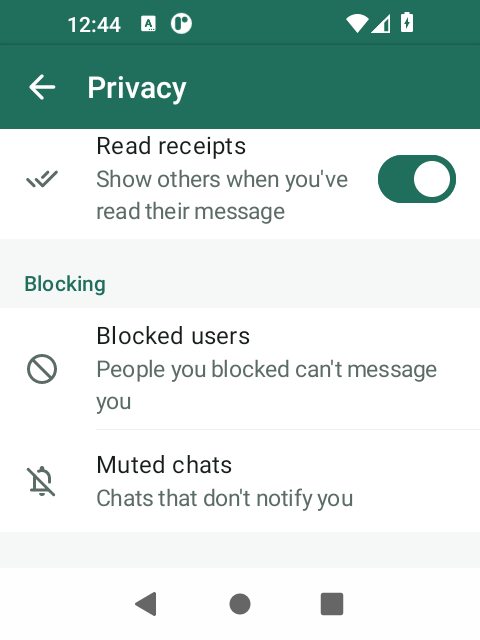 12:44
Privacy
Read receipts
Show others when you've
read their message
Blocking
Blocked users
People you blocked can't message
you
Muted chats
Chats that don't notify you